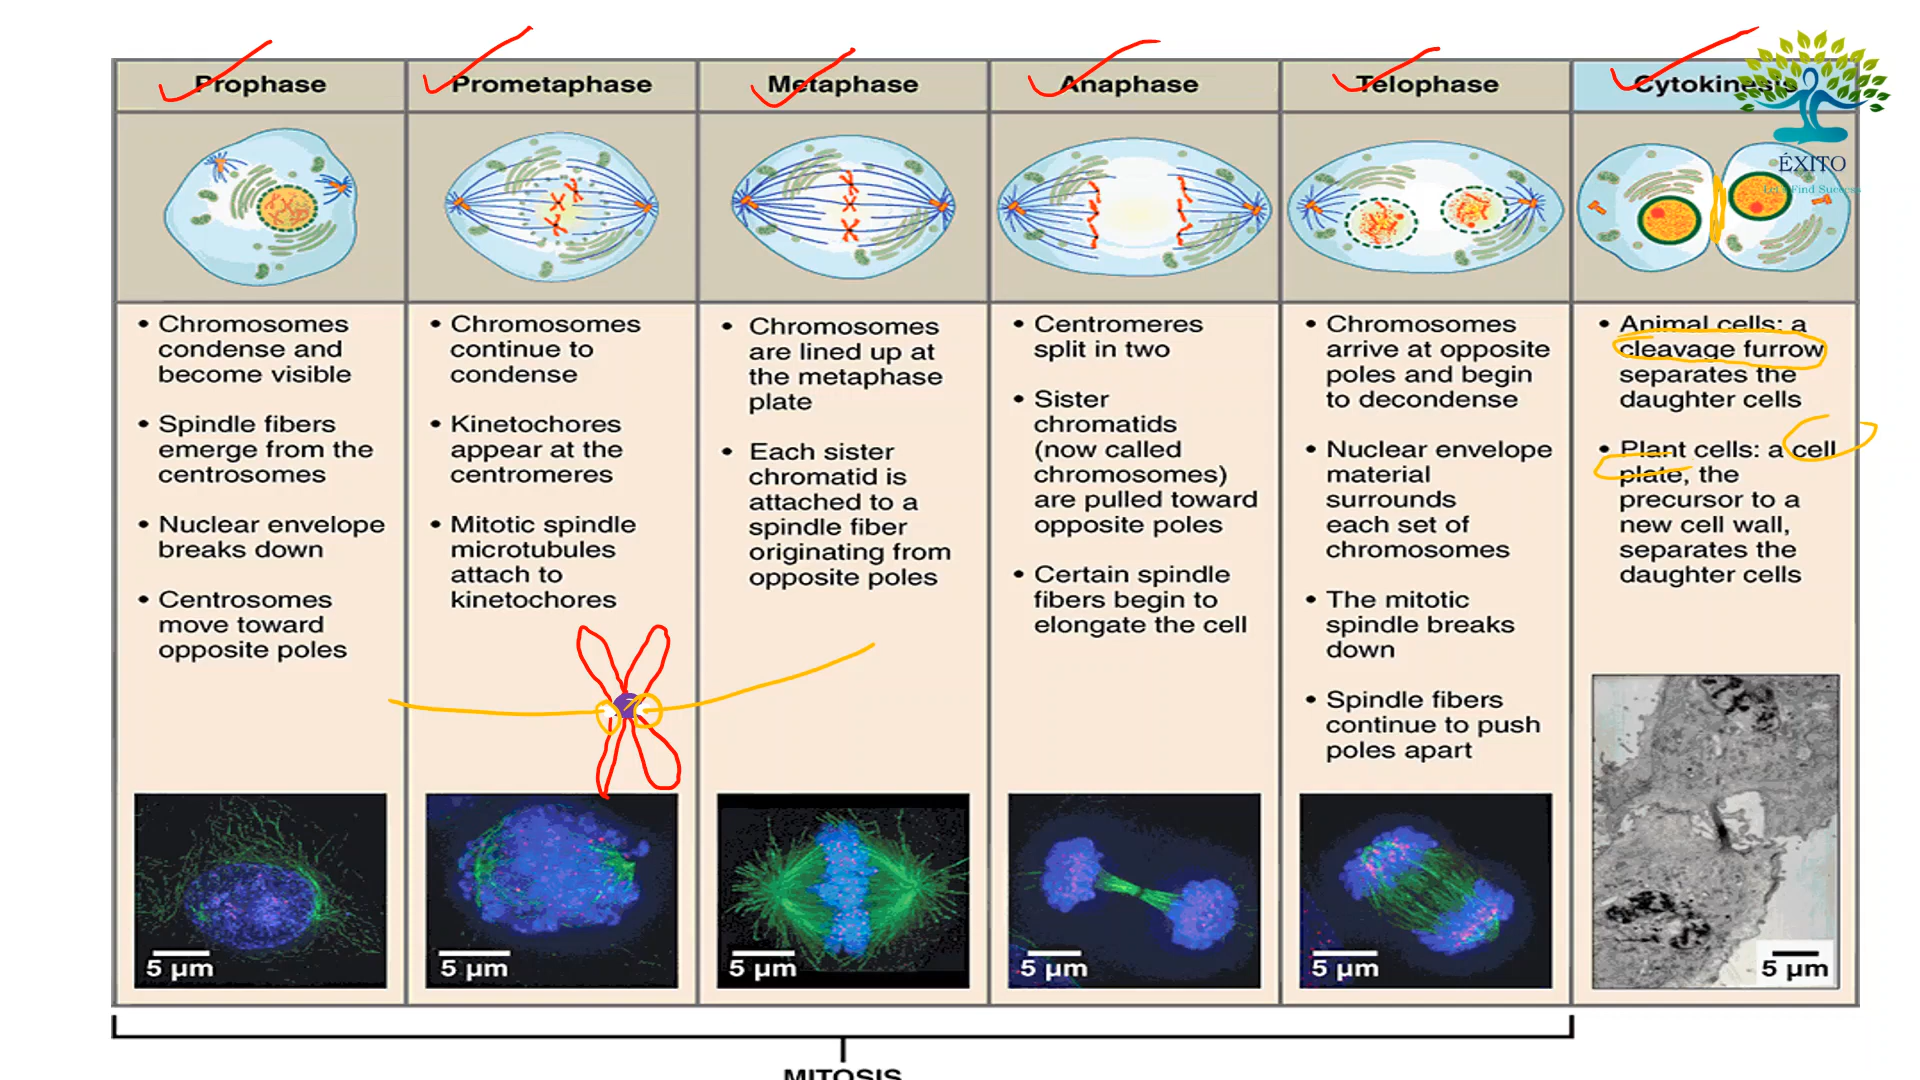 Prophase
Prometaphase
Metaphase
Anaphase
Telophase
Cytokinesis
ÉXITO
Let's Find Success
• Chromosomes
condense and
become visible
• Spindle fibers
emerge from the
centrosomes
• Nuclear envelope
breaks down
• Centrosomes
move toward
opposite poles
• Chromosomes
continue to
condense
• Kinetochores
appear at the
centromeres
• Mitotic spindle
microtubules
attach to
kinetochores
• Chromosomes
are lined up at
the metaphase
plate
• Each sister
chromatid is
attached to a
spindle fiber
originating from
opposite poles
• Centromeres
split in two
• Sister
chromatids
(now called
chromosomes)
are pulled toward
opposite poles
• Certain spindle
fibers begin to
elongate the cell
• Chromosomes
arrive at opposite
poles and begin
to decondense
• Nuclear envelope
material
surrounds
each set of
chromosomes
• The mitotic
spindle breaks
down
• Spindle fibers
continue to push
poles apart
• Animal cells: a
cleavage furrow
separates the
daughter cells
• Plant cells: a cell
plate, the
precursor to a
new cell wall,
separates the
daughter cells
5 µm
5 µm
5 µm
5 µm
5 µm
5 µm
MITOSIS